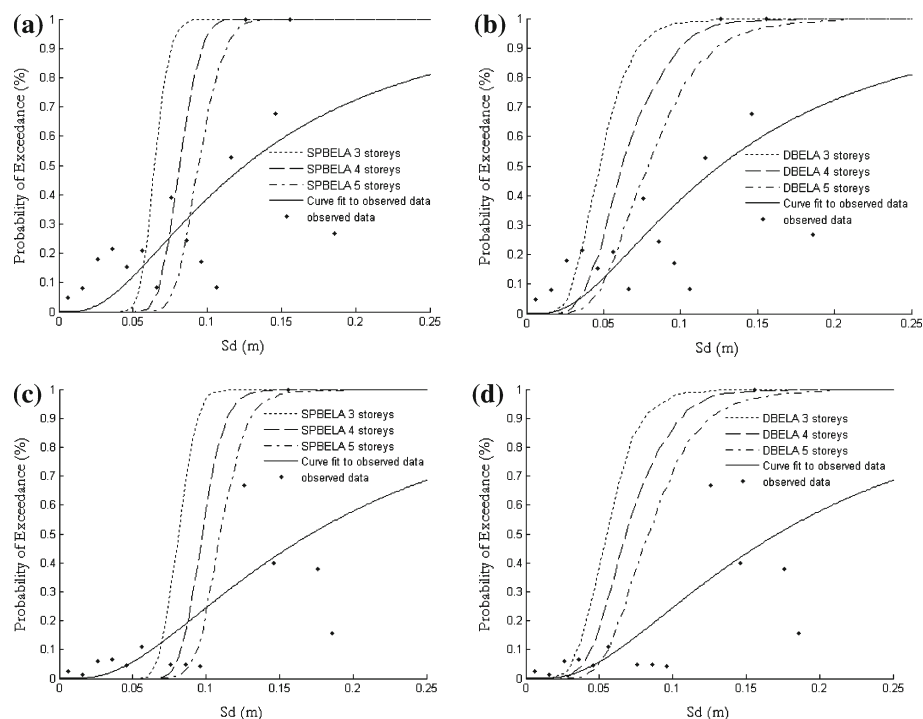 (a)
Probability of Exceedance (%)
1
0.9
0.8
0.7
0.6
0.5
0.4
0.3
0.2
0.1
0
SPBELA 3 storeys
SPBELA 4 storeys
SPBELA 5 storeys
Curve fit to observed data
observed data
0 0.05 0.1 0.15 0.2 0.25
Sd (m)
(b)
Probability of Exceedance (%)
1
0.9
0.8
0.7
0.6
0.5
0.4
0.3
0.2
0.1
0
DBELA 3 storeys
DBELA 4 storeys
DBELA 5 storeys
Curve fit to observed data
observed data
0 0.05 0.1 0.15 0.2 0.25
Sd (m)
(c)
Probability of Exceedance (%)
1
0.9
0.8
0.7
0.6
0.5
0.4
0.3
0.2
0.1
0
SPBELA 3 storeys
SPBELA 4 storeys
SPBELA 5 storeys
Curve fit to observed data
observed data
0 0.05 0.1 0.15 0.2 0.25
Sd (m)
(d)
Probability of Exceedance (%)
1
0.9
0.8
0.7
0.6
0.5
0.4
0.3
0.2
0.1
0
DBELA 3 storeys
DBELA 4 storeys
DBELA 5 storeys
Curve fit to observed data
observed data
0 0.05 0.1 0.15 0.2 0.25
Sd (m)